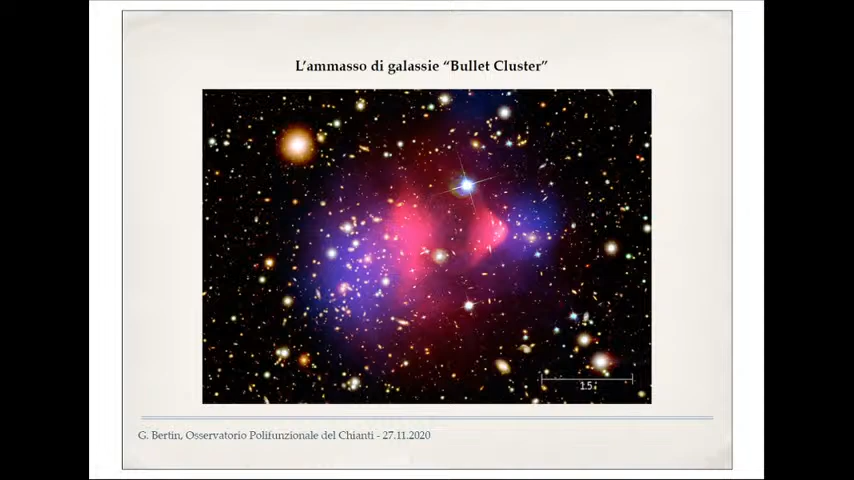 L’ammasso di galassie “Bullet Cluster”
1.5'
G. Bertin, Osservatorio Polifunzionale del Chianti - 27.11.2020